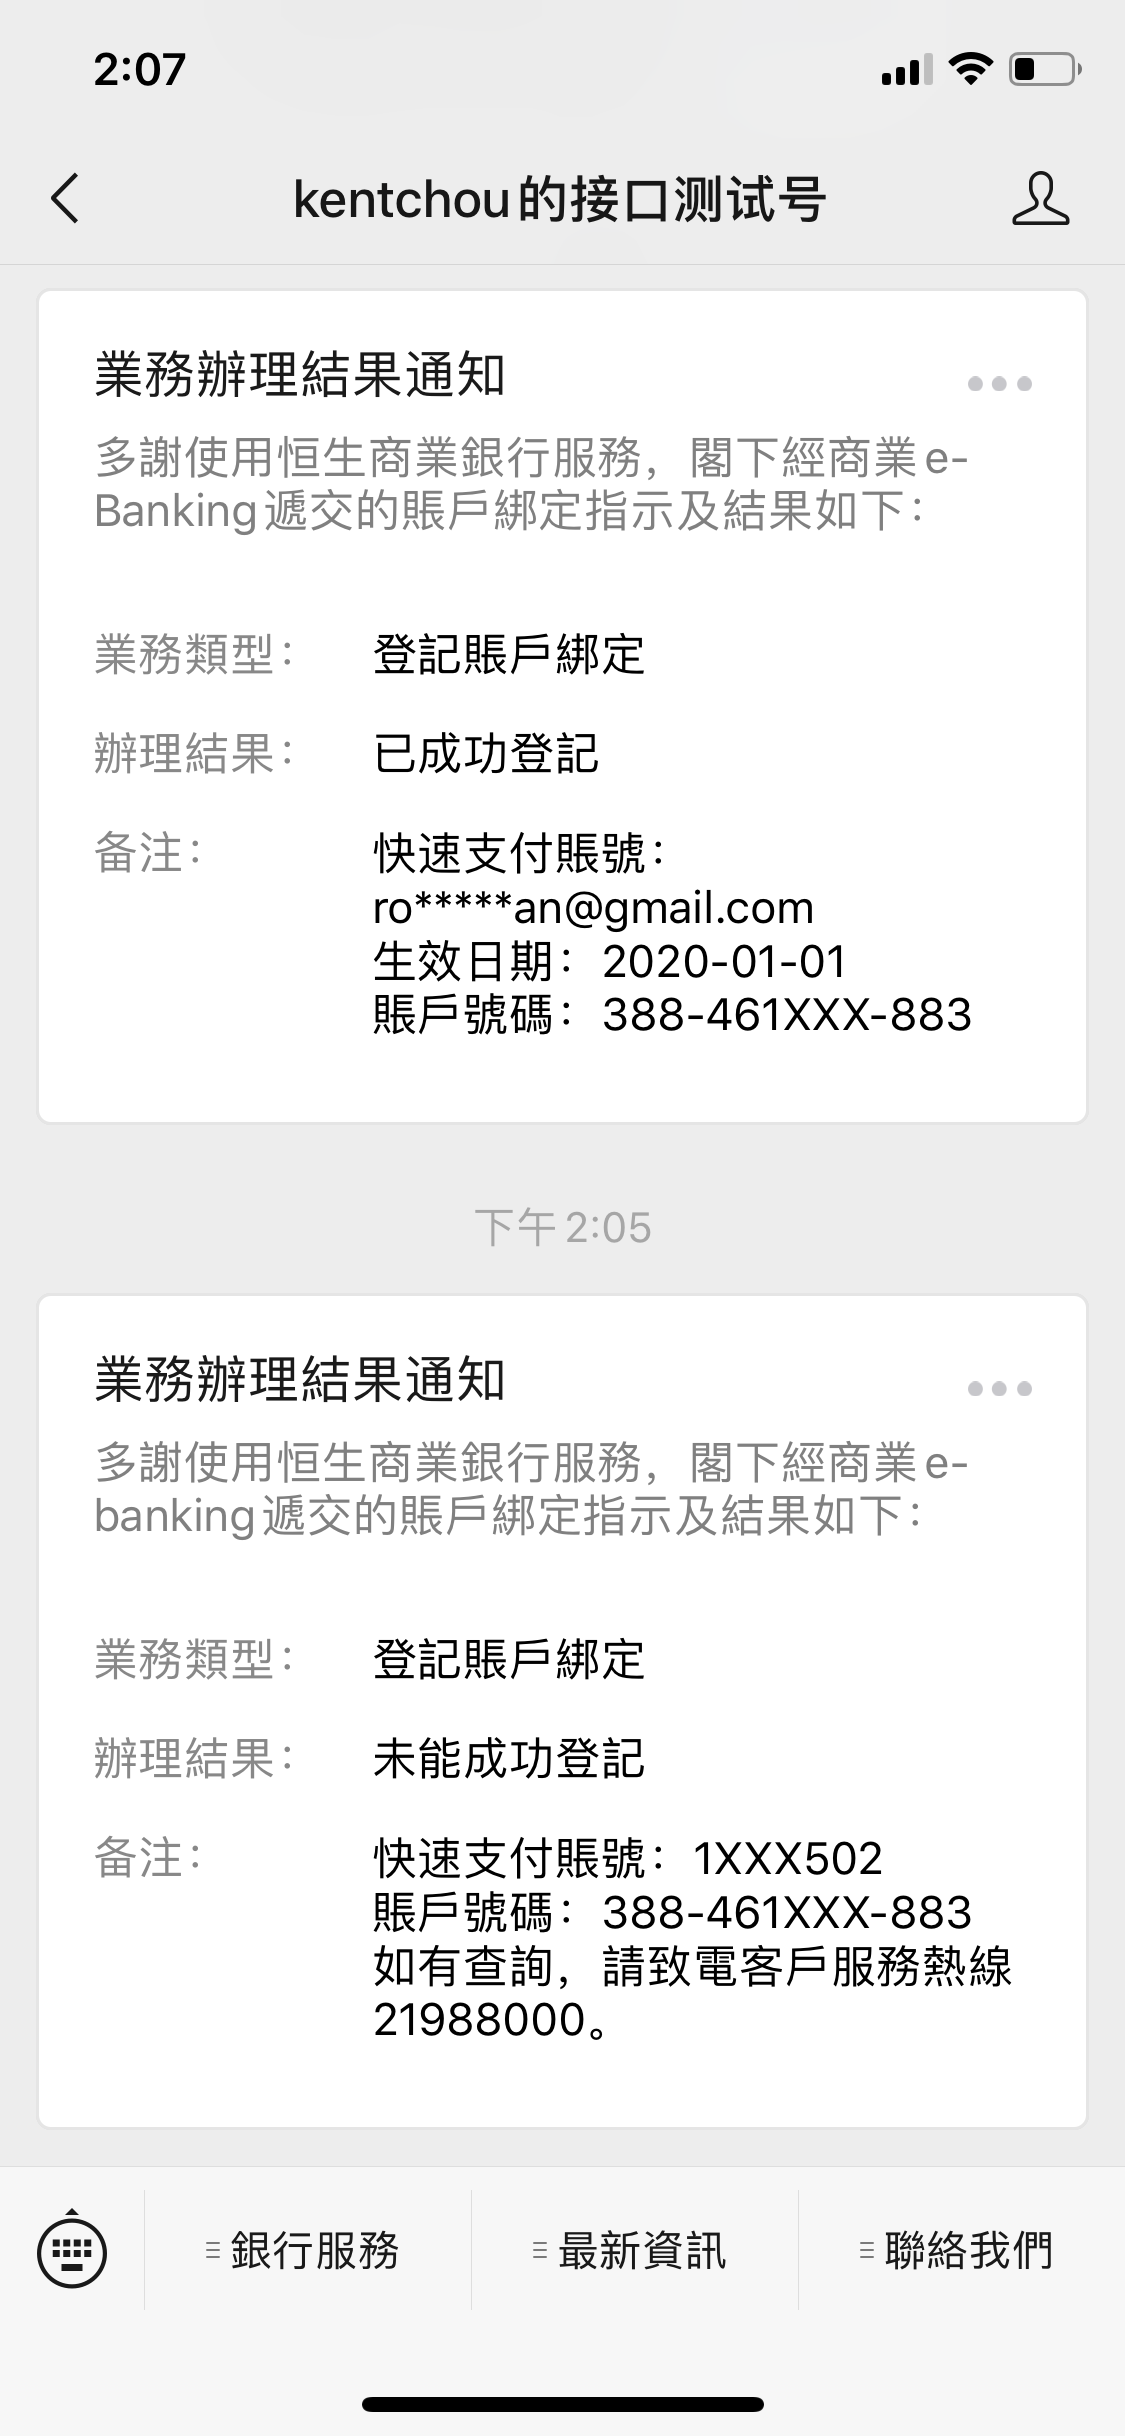 2:07
kentchou的接口测试号
業務辦理結果通知
多謝使用恒生商業銀行服務，閣下經商業e-
Banking遞交的賬戶綁定指示及結果如下：
業務類型： 登記賬戶綁定
辦理結果： 已成功登記
备注： 快速支付賬號：
ro*****an@gmail.com
生效日期：2020-01-01
賬戶號碼：388-461XXX-883
下午2:05
業務辦理結果通知
多謝使用恒生商業銀行服務，閣下經商業e-
banking遞交的賬戶綁定指示及結果如下：
業務類型： 登記賬戶綁定
辦理結果： 未能成功登記
备注： 快速支付賬號：1XXX502
賬戶號碼：388-461XXX-883
如有查詢，請致電客戶服務熱線
21988000。
銀行服務 最新資訊 聯絡我們